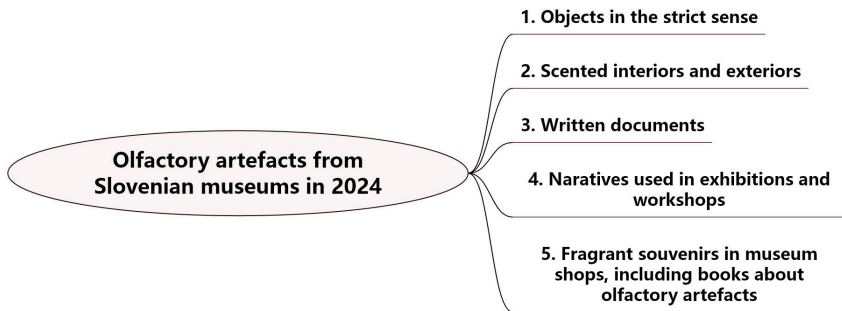 Olfactory artefacts from
Slovenian museums in 2024
1. Objects in the strict sense
2. Scented interiors and exteriors
3. Written documents
4. Naratives used in exhibitions and
workshops
5. Fragrant souvenirs in museum
shops, including books about
olfactory artefacts